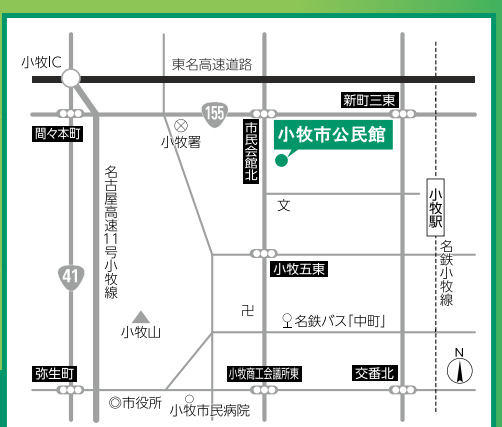 小牧IC
東名高速道路
新町三東
155
間々本町
小牧署
市民会館北
小牧市公民館
名古屋高速11号小牧線
文
小牧駅
名鉄小牧線
41
小牧五東
小牧山
卍
名鉄バス「中町」
N
弥生町
小牧商工会議所東
交番北
◎市役所
小牧市民病院